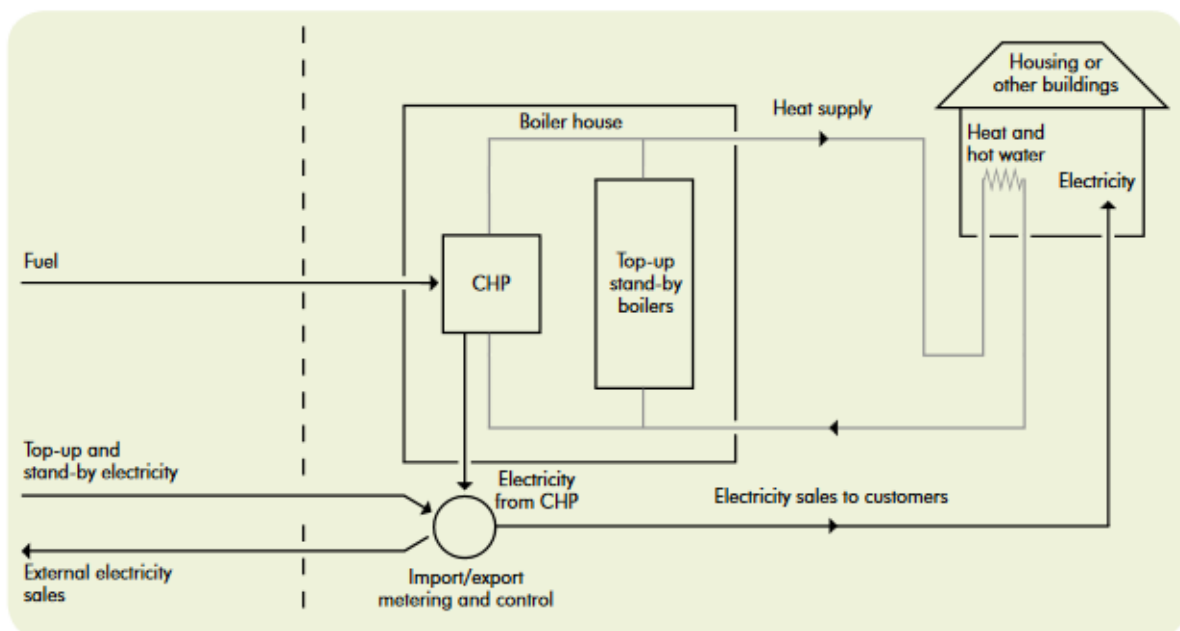 Housing or
other buildings
Boiler house
Heat supply
Heat and
hot water
Electricity
Fuel
CHP
Top-up
stand-by
boilers
Top-up and
stand-by electricity
Electricity
from CHP
Electricity sales to customers
External electricity
sales
Import/export
metering and control